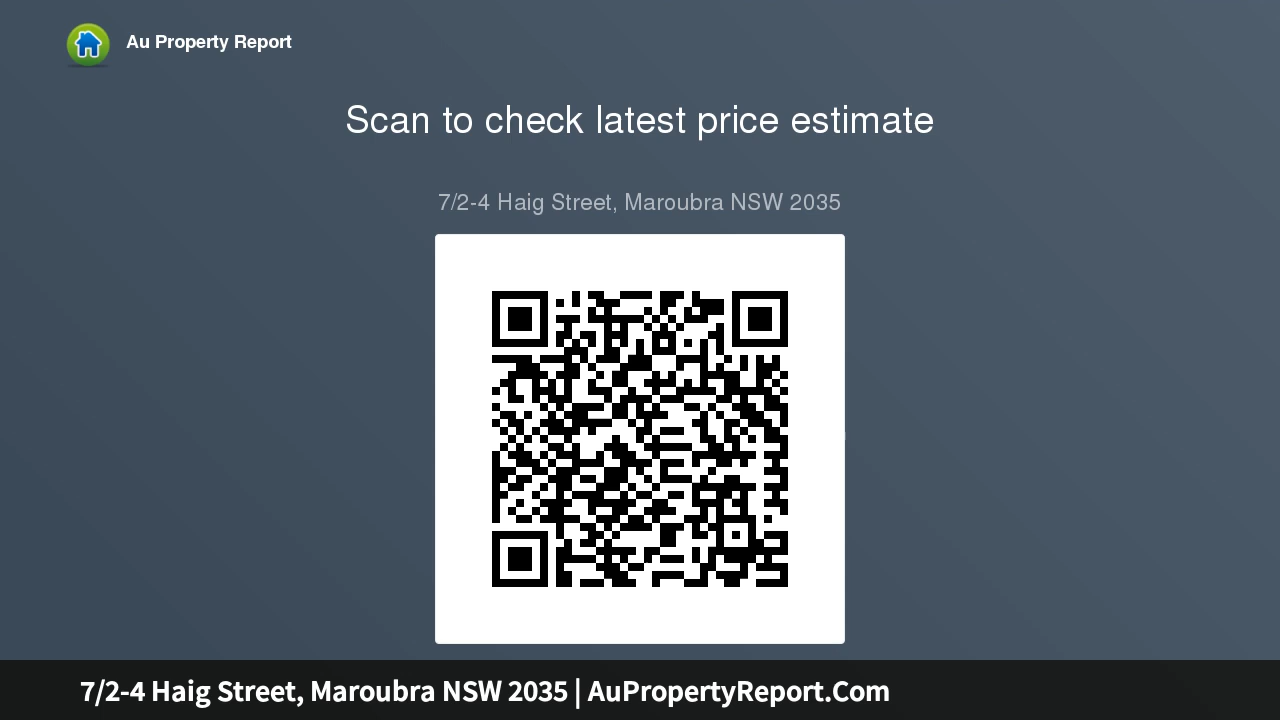 Au Property Report
Scan to check latest price estimate
7/2-4 Haig Street, Maroubra NSW 2035
7/2-4 Haig Street, Maroubra NSW 2035 | AuPropertyReport.Com